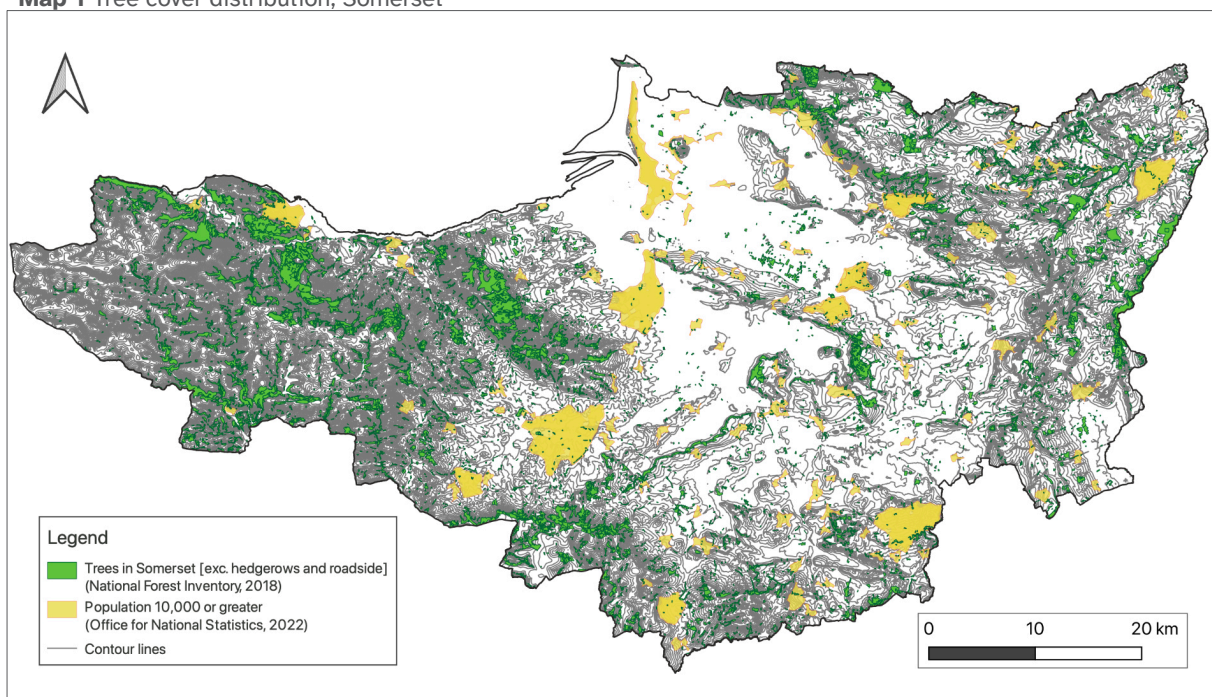 Map 1 Tree cover distribution, Somerset
Legend
Trees in Somerset [exc. hedgerows and roadside]
(National Forest Inventory, 2018)
Population 10,000 or greater
(Office for National Statistics, 2022)
Contour lines
0 10 20 km